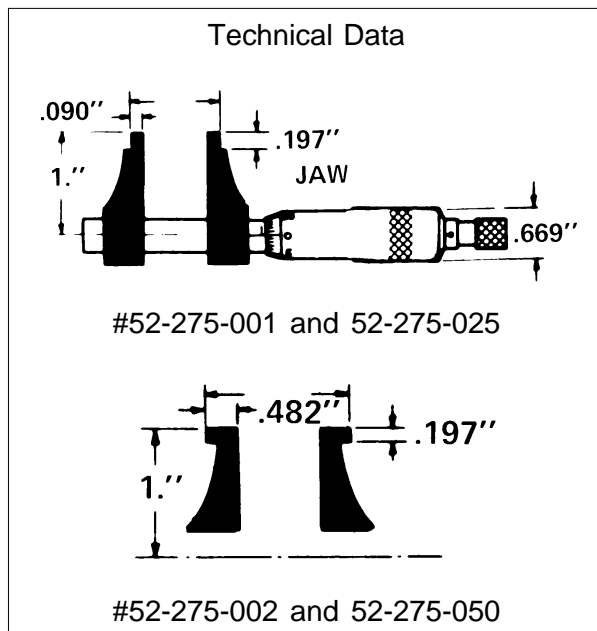 Technical Data
.090"
.197"
1."
JAW
.669"
#52-275-001 and 52-275-025
.482"
.197"
1."
#52-275-002 and 52-275-050